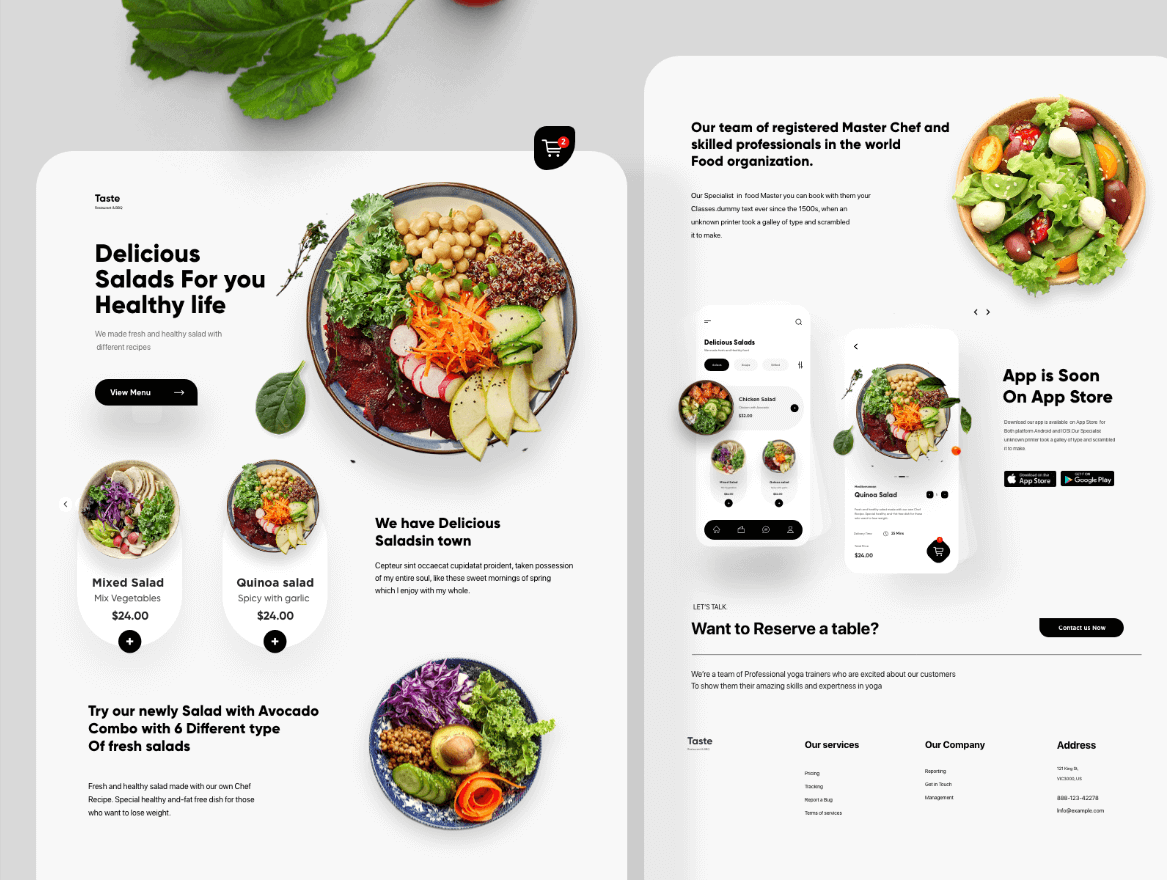 2
Taste
Delicious
Salads For you
Healthy life
We made fresh and healthy salad with
different recipes
View Menu
Mixed Salad
Mix Vegetables
$24.00
Quinoa salad
Spicy with garlic
$24.00
We have Delicious
Saladsin town
Cepteur sint occaecat cupidatat proident, taken possession
of my entire soul, like these sweet mornings of spring
which I enjoy with my whole.
Try our newly Salad with Avocado
Combo with 6 Different type
Of fresh salads
Fresh and healthy salad made with our own Chef
Recipe. Special healthy and-fat free dish for those
who want to lose weight.
Our team of registered Master Chef and
skilled professionals in the world
Food organization.
Our Specialist in food Master you can book with them your
Classes.dummy text ever since the 1500s, when an
unknown printer took a galley of type and scrambled
it to make.
Delicious Salads
Chicken Salad
$22.00
Quinoa Salad
35 Mins
$24.00
App is Soon
On App Store
Download our app is available on App Store for
Both platform Android and IOS Our Specialist
unknown printer took a galley of type and scrambled
it to make
Download on the
App Store
GET IT ON
Google Play
LET'S TALK.
Want to Reserve a table?
Contact us Now
We're a team of Professional yoga trainers who are excited about our customers
To show them their amazing skills and expertness in yoga
Taste
Our services
Pricing
Tracking
Report a Bug
Terms of services
Our Company
Reporting
Get in Touch
Management
Address
121 King St,
VIC3000, US
888-123-42278
Info@example.com